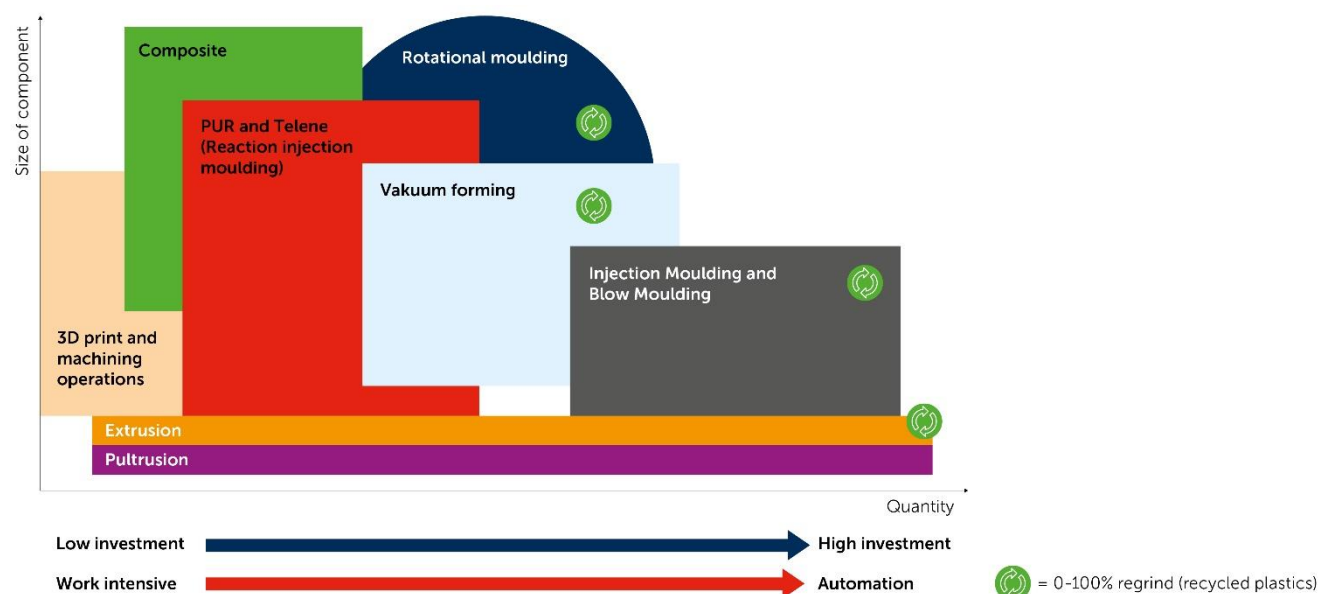 Size of component
Composite
Rotational moulding
PUR and Telene
(Reaction injection
moulding)
Vakuum forming
Injection Moulding and
Blow Moulding
3D print and
machining
operations
Extrusion
Pultrusion
Quantity
Low investment
High investment
Work intensive
Automation
= 0-100% regrind (recycled plastics)